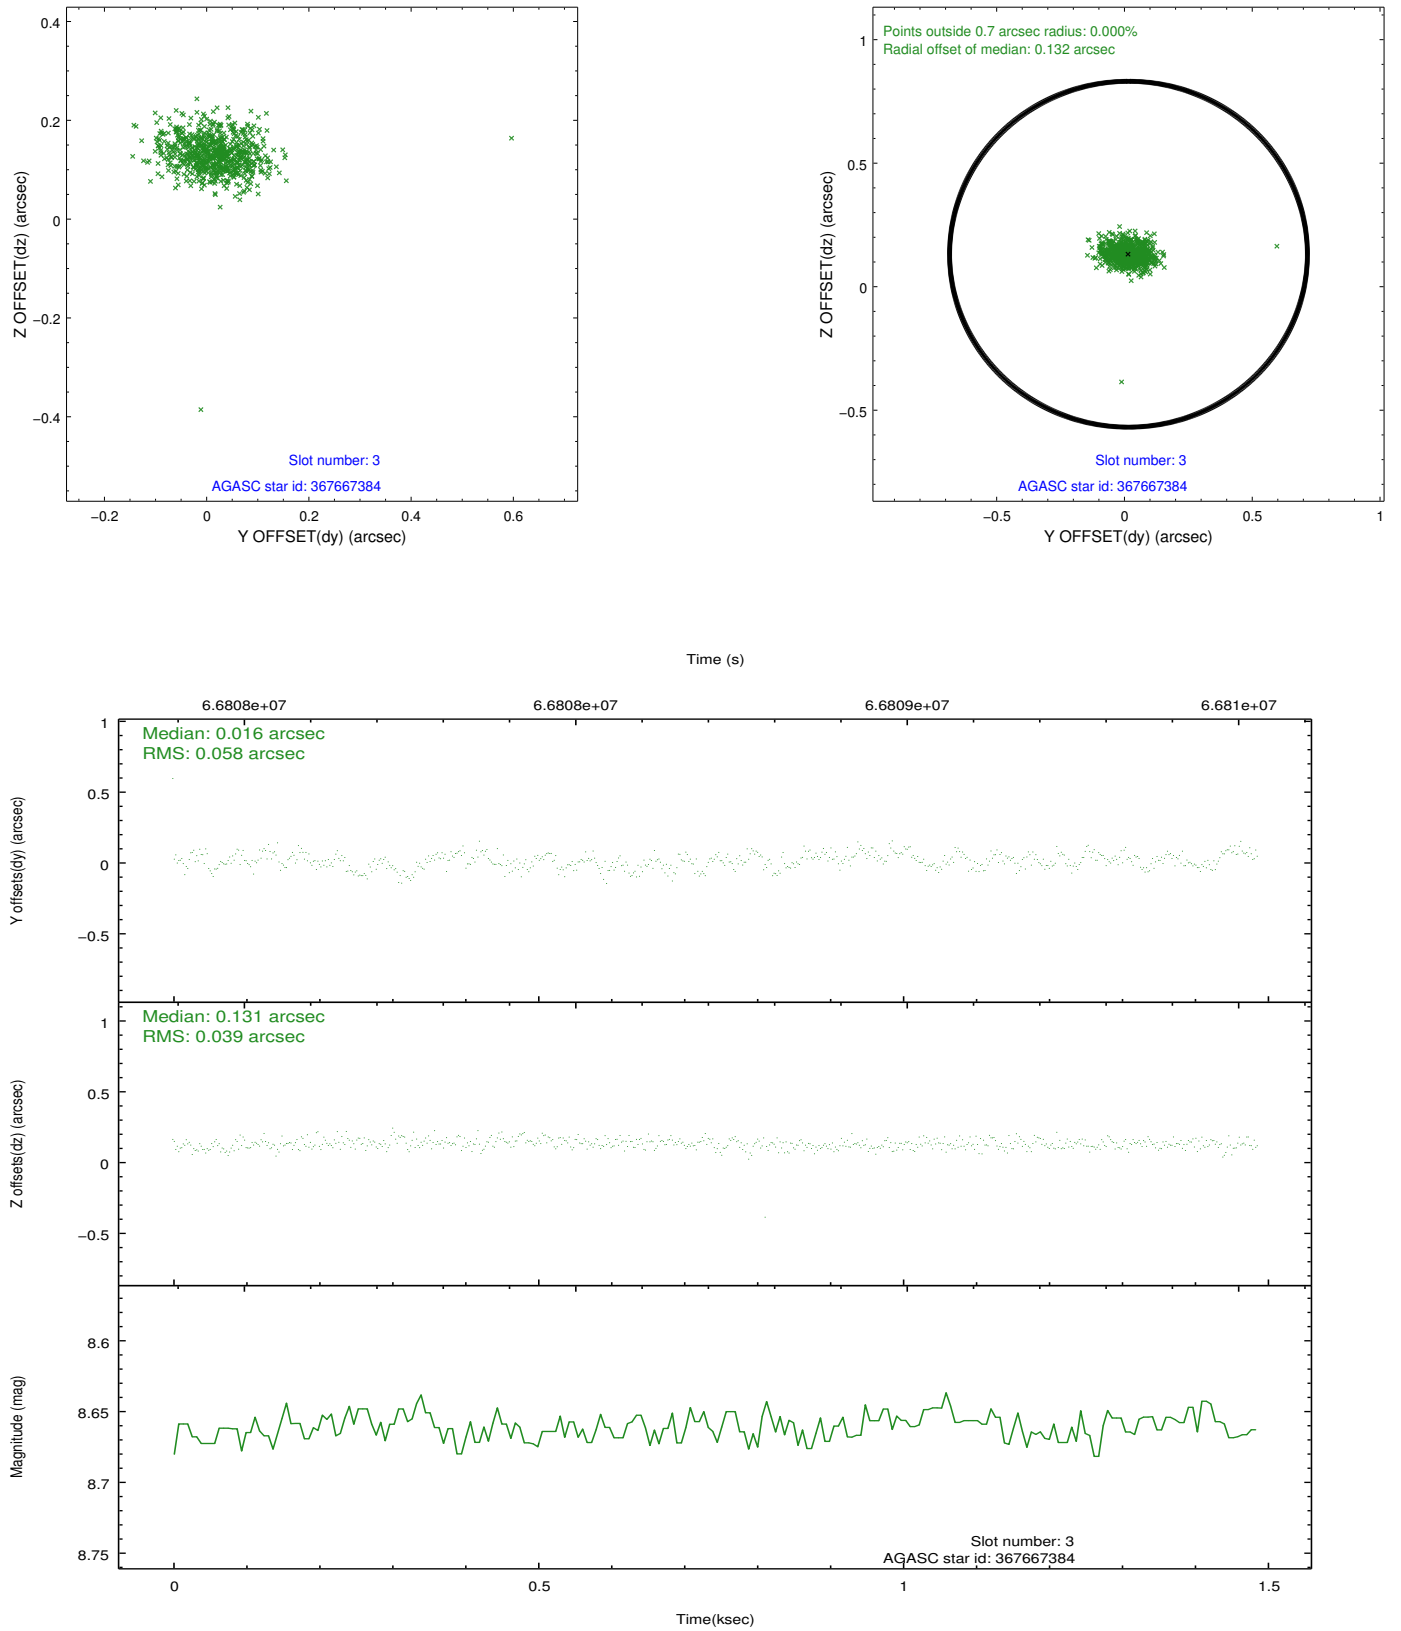 0.4
0.2
0
−0.2
−0.4
Z OFFSET(dz) (arcsec)
Slot number: 3
AGASC star id: 367667384
−0.2 0 0.2 0.4 0.6
Y OFFSET(dy) (arcsec)
Points outside 0.7 arcsec radius: 0.000%
Radial offset of median: 0.132 arcsec
1
0.5
0
−0.5
Z OFFSET(dz) (arcsec)
Slot number: 3
AGASC star id: 367667384
−0.5 0 0.5 1
Y OFFSET(dy) (arcsec)
Time (s)
6.6808e+07 6.6808e+07 6.6809e+07 6.681e+07
Median: 0.016 arcsec
RMS: 0.058 arcsec
1
0.5
0
−0.5
Y offsets(dy) (arcsec)
Median: 0.131 arcsec
RMS: 0.039 arcsec
1
0.5
0
−0.5
Z offsets(dz) (arcsec)
8.6
8.65
8.7
8.75
Magnitude (mag)
Slot number: 3
AGASC star id: 367667384
0 0.5 1 1.5
Time(ksec)